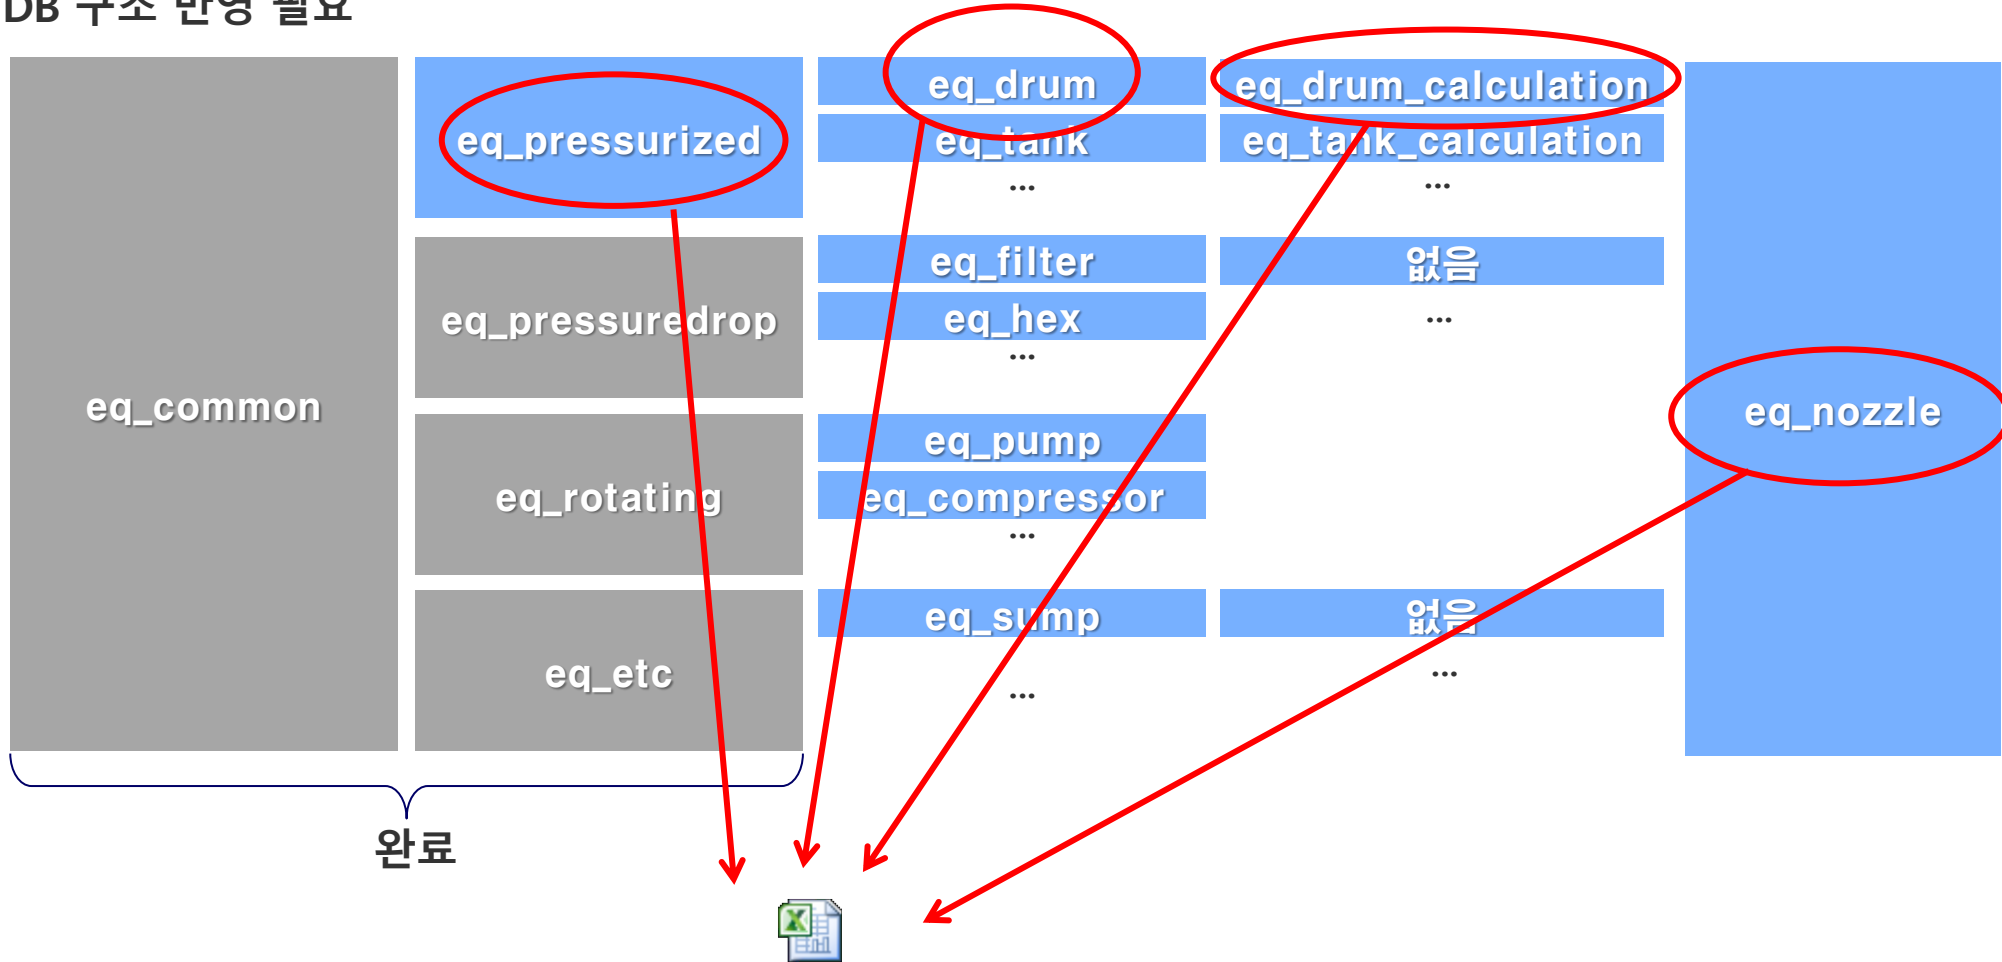 DB 구조 반영 필요
eq_common
eq_pressurized
eq_pressuredrop
eq_rotating
eq_etc
eq_drum
eq_tank
...
eq_filter
eq_hex
...
eq_pump
eq_compressor
...
eq_sump
...
eq_drum_calculation
eq_tank_calculation
...
없음
...
없음
...
eq_nozzle
완료